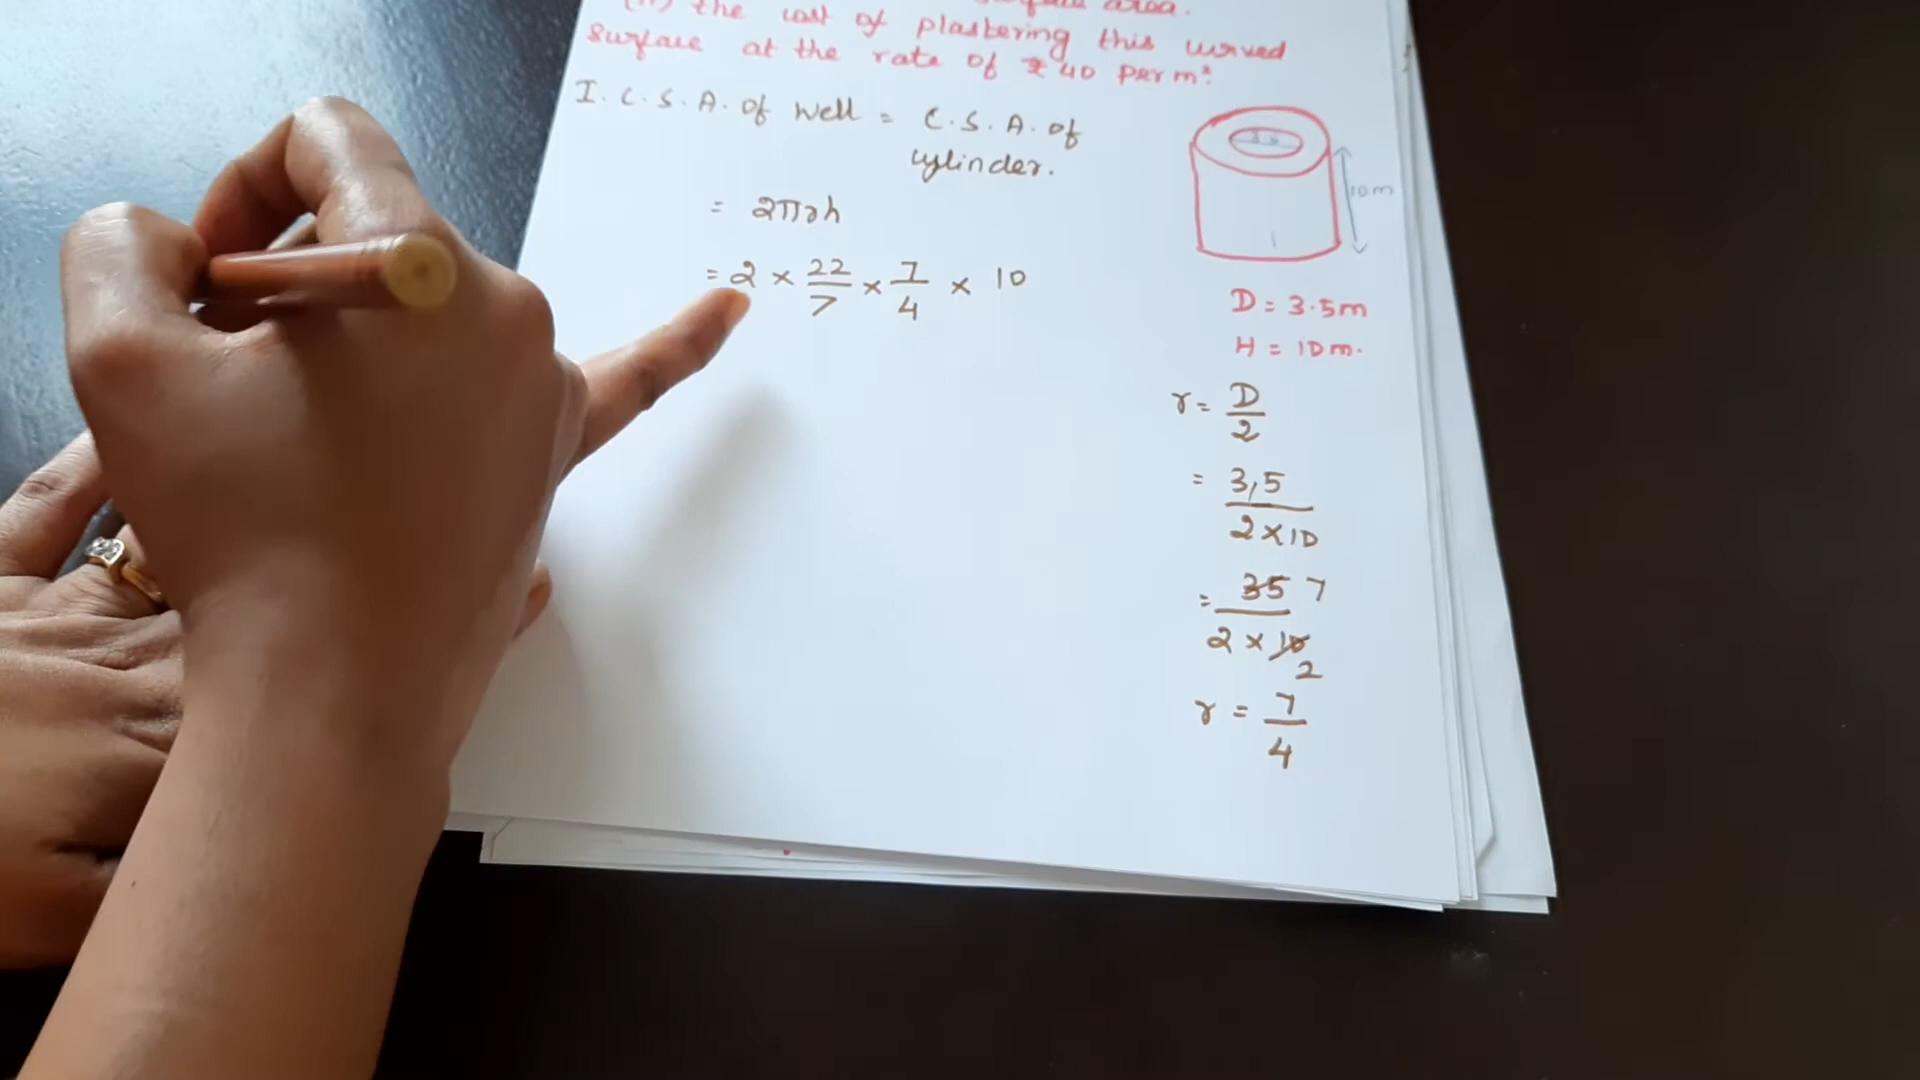 the cost of plastering this curved
surface at the rate of ₹ 40 per m².
I.C.S.A. of well = C.S.A. of
cylinder.
= 2πrh
= 2 × 22/7 × 7/4 × 10
10 m
D = 3.5m
H = 10m.
r = D/2
= 3,5/2×10
= 35 7/2 × 10 2
r = 7/4